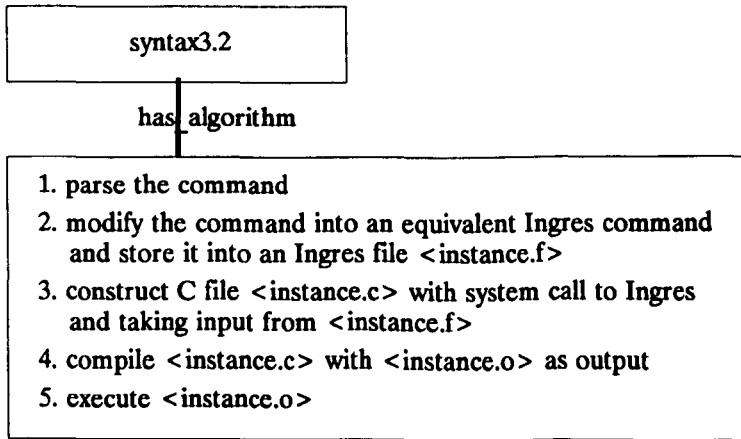 syntax3.2
has_algorithm
1. parse the command
2. modify the command into an equivalent Ingres command
and store it into an Ingres file <instance.f>
3. construct C file <instance.c> with system call to Ingres
and taking input from <instance.f>
4. compile <instance.c> with <instance.o> as output
5. execute <instance.o>